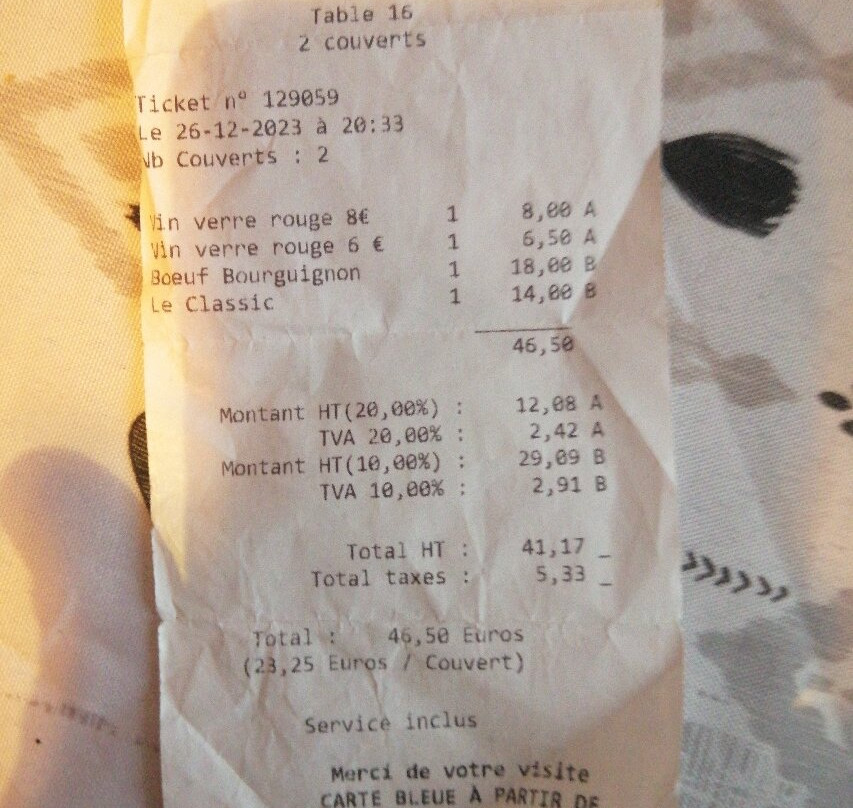 Table 16
2 couverts
Ticket n° 129059
Le 26-12-2023 à 20:33
Nb Couverts : 2
Vin verre rouge 8€ 1 8,00 A
Vin verre rouge 6 € 1 6,50 A
Boeuf Bourguignon 1 18,00 B
Le Classic 1 14,00 B
46,50
Montant HT(20,00%) : 12,08 A
TVA 20,00% : 2,42 A
Montant HT(10,00%) : 29,09 B
TVA 10,00% : 2,91 B
Total HT : 41,17 _
Total taxes : 5,33 _
Total : 46,50 Euros
(23,25 Euros / Couvert)
Service inclus
Merci de votre visite
CARTE BLEUE À PARTIR DE